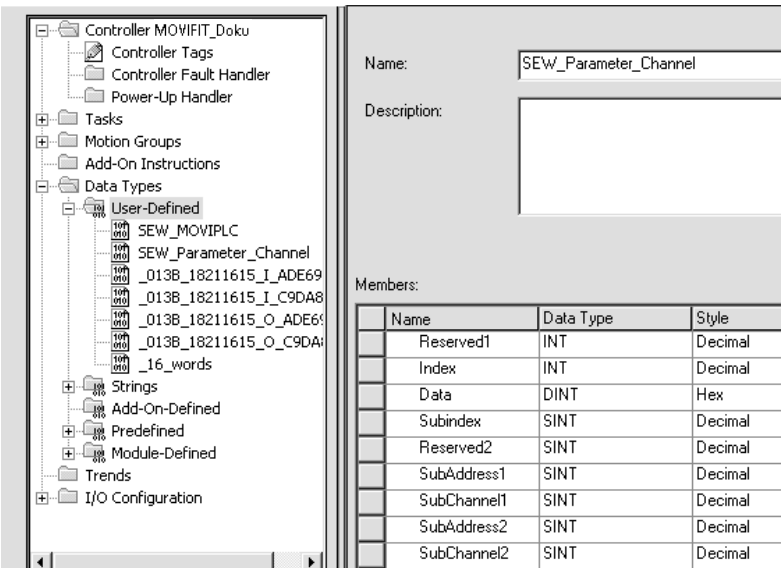 Controller MOVIFIT_Doku
Controller Tags
Controller Fault Handler
Power-Up Handler
Tasks
Motion Groups
Add-On Instructions
Data Types
User-Defined
SEW_MOVIPLC
SEW_Parameter_Channel
_013B_18211615_I_ADE69
_013B_18211615_I_C9DA8
_013B_18211615_O_ADE69
_013B_18211615_O_C9DA
_16_words
Strings
Add-On-Defined
Predefined
Module-Defined
Trends
I/O Configuration
Name: SEW_Parameter_Channel
Description:
Members:
Name Data Type Style
Reserved1 INT Decimal
Index INT Decimal
Data DINT Hex
Subindex SINT Decimal
Reserved2 SINT Decimal
SubAddress1 SINT Decimal
SubChannel1 SINT Decimal
SubAddress2 SINT Decimal
SubChannel2 SINT Decimal